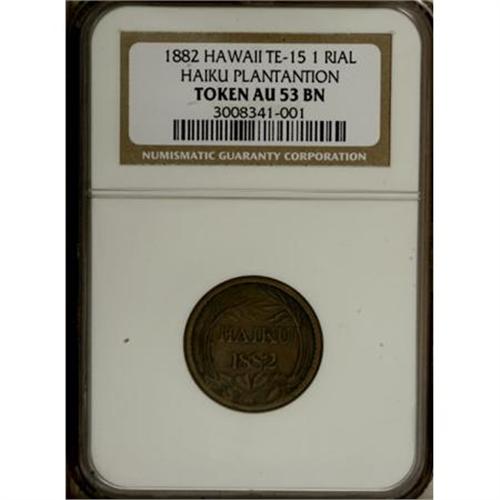 1882 HAWAII TE-15 1 RIAL
HAIKU PLANTANTION
TOKEN AU 53 BN
3008341-001
NUMISMATIC GUARANTY CORPORATION
HAIKU
1882